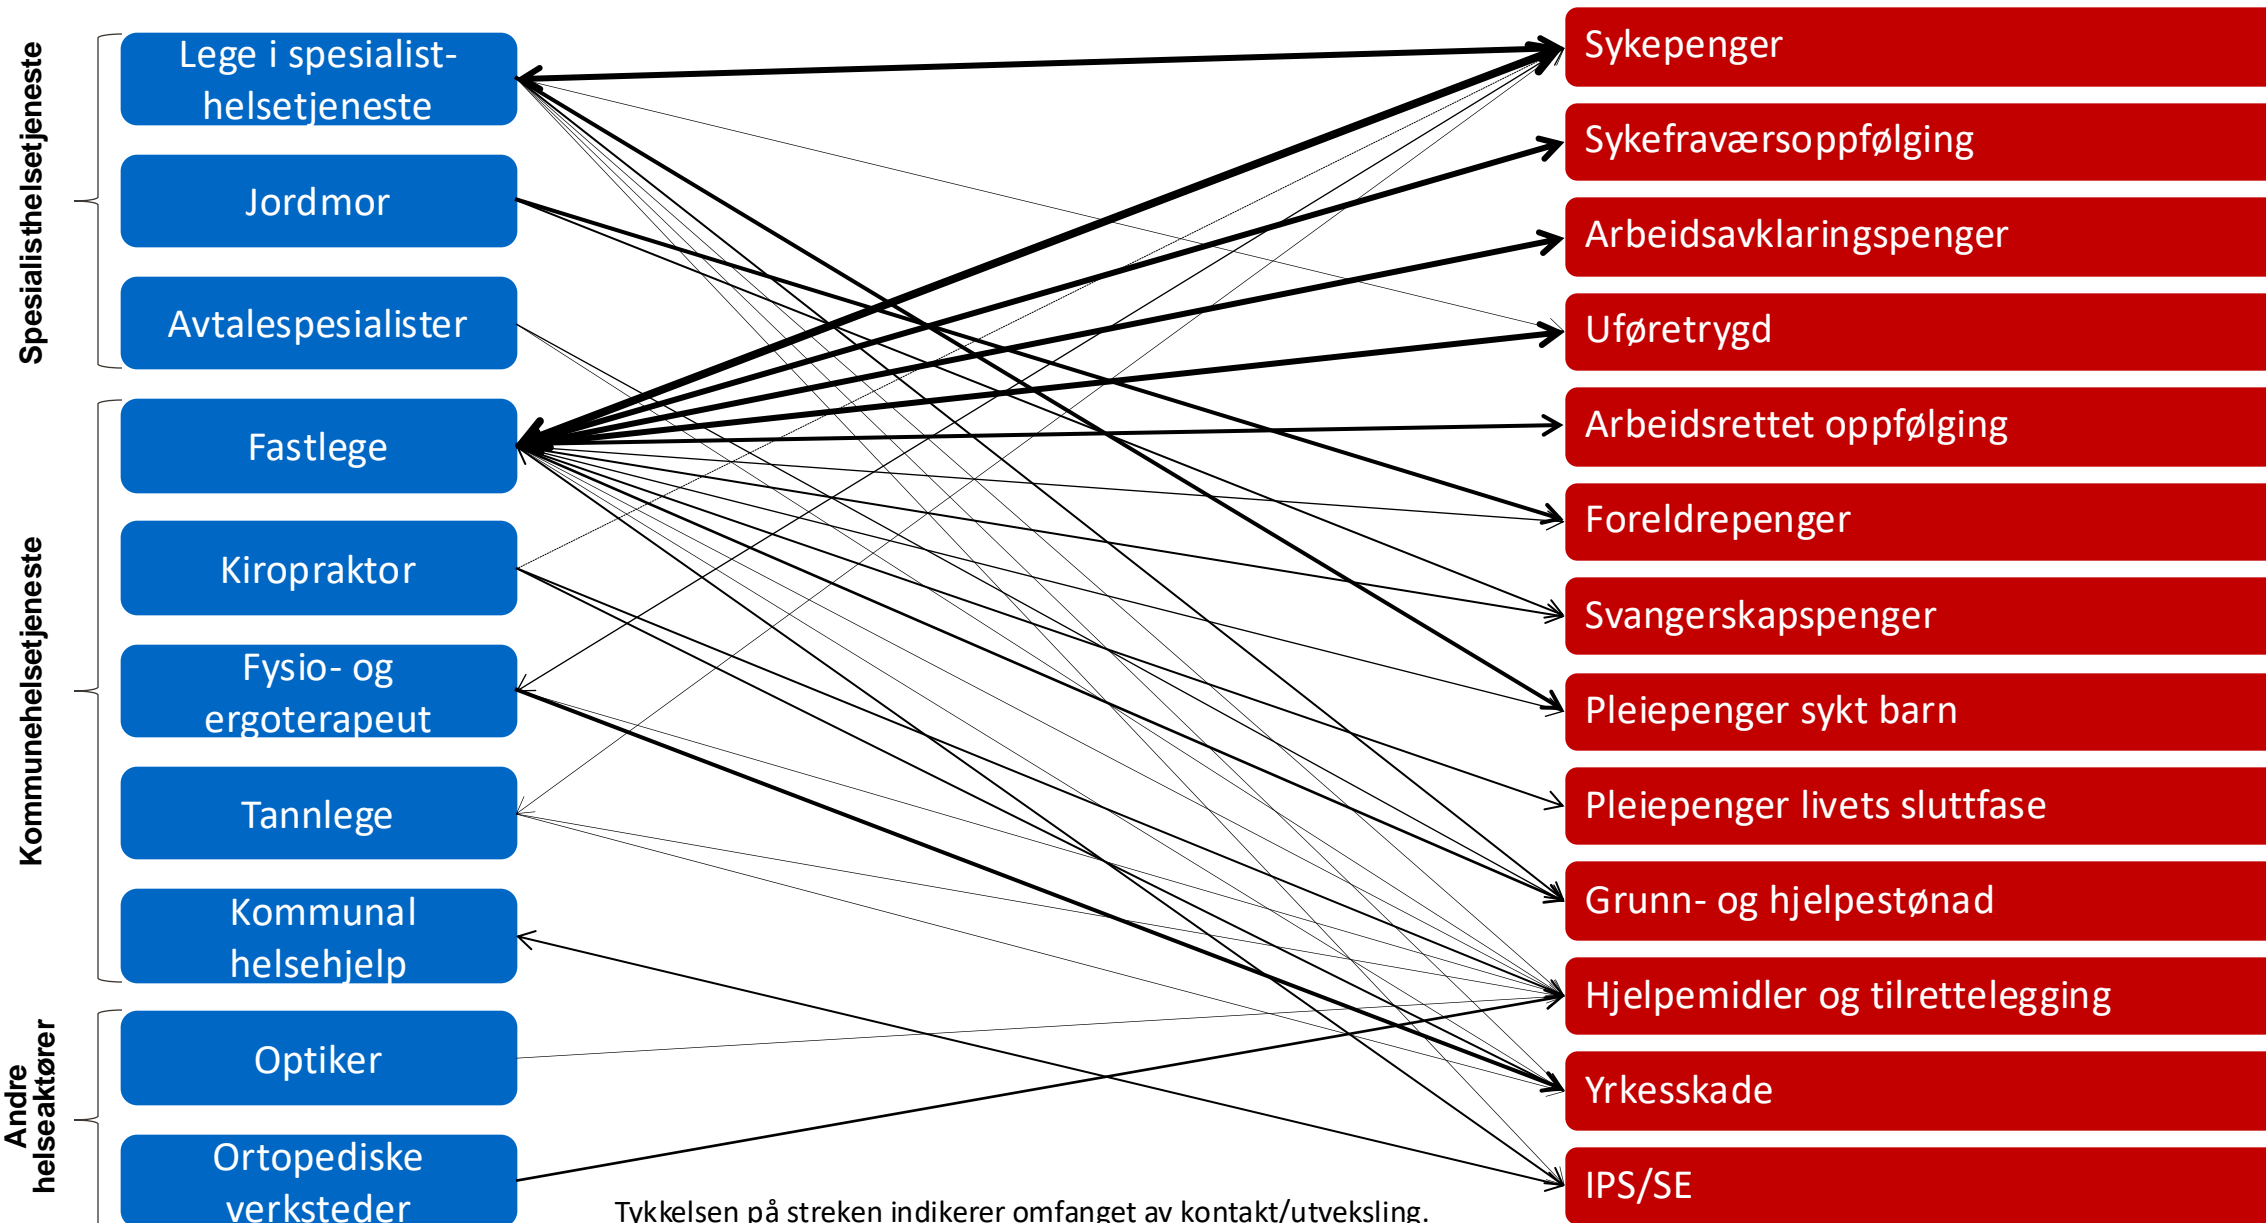 Spesialisthelsetjeneste
Lege i spesialist-
helsetjeneste
Jordmor
Avtalespesialister
Kommunehelsetjeneste
Fastlege
Kiropraktor
Fysio- og
ergoterapeut
Tannlege
Kommunal
helsehjelp
Andre
helseaktører
Optiker
Ortopediske
verksteder
Sykepenger
Sykefraværsoppfølging
Arbeidsavklaringspenger
Uføretrygd
Arbeidsrettet oppfølging
Foreldrepenger
Svangerskapspenger
Pleiepenger sykt barn
Pleiepenger livets sluttfase
Grunn- og hjelpestønad
Hjelpemidler og tilrettelegging
Yrkesskade
IPS/SE
Tykkelsen på streken indikerer omfanget av kontakt/utveksling.